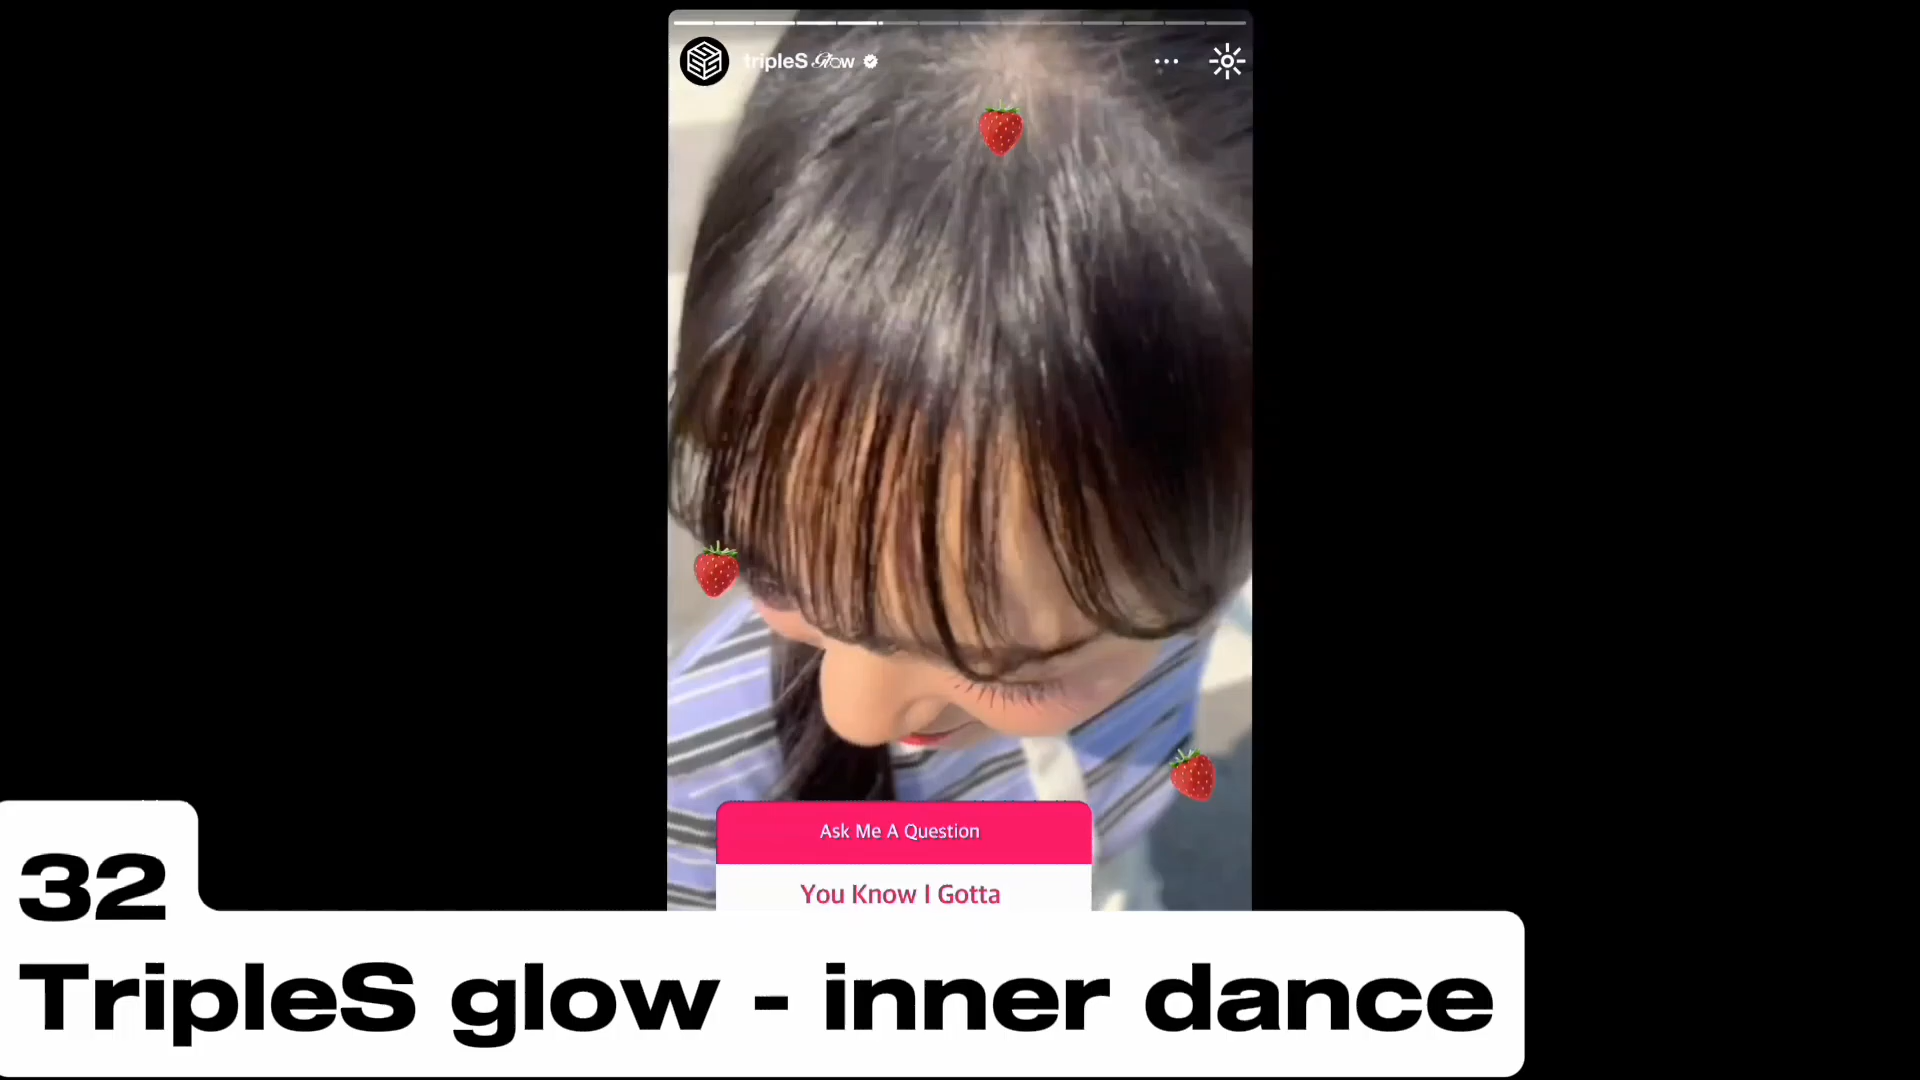 tripleS Glow
Ask Me A Question
You Know I Gotta
32
TripleS glow - inner dance